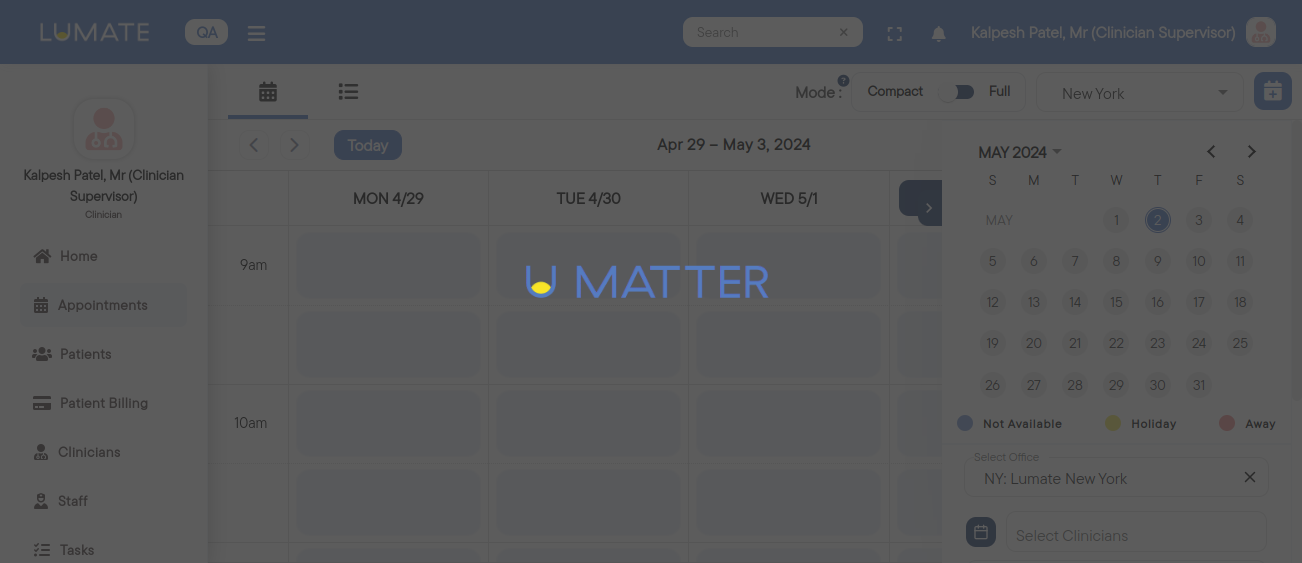 LUMATE
QA
Search
Kalpesh Patel, Mr (Clinician Supervisor)
Kalpesh Patel, Mr (Clinician
Supervisor)
Clinician
Home
Appointments
Patients
Patient Billing
Clinicians
Staff
Tasks
Mode :
?
Compact
Full
New York
Today
Apr 29 – May 3, 2024
MON 4/29
TUE 4/30
WED 5/1
9am
10am
U MATTER
MAY 2024
S M T W T F S
MAY 1 2 3 4
5 6 7 8 9 10 11
12 13 14 15 16 17 18
19 20 21 22 23 24 25
26 27 28 29 30 31
Not Available
Holiday
Away
Select Office
NY: Lumate New York
Select Clinicians